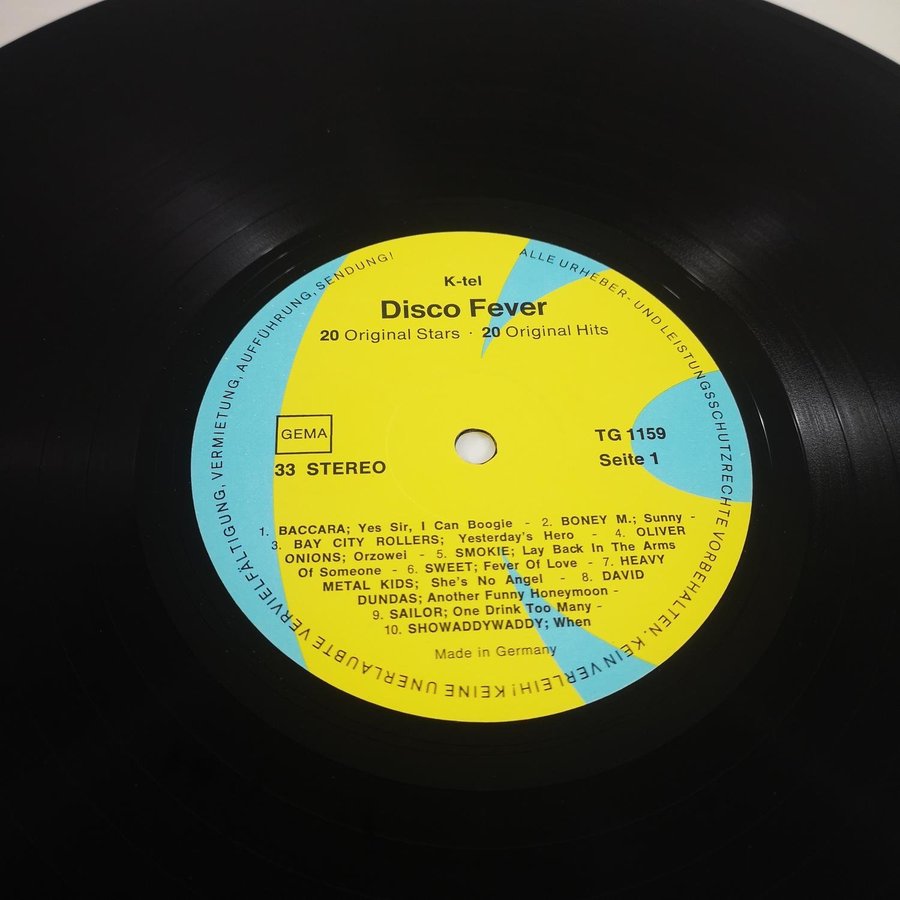 K-tel
Disco Fever
20 Original Stars · 20 Original Hits
GEMA
33 STEREO
TG 1159
Seite 1
1. BACCARA; Yes Sir, I Can Boogie - 2. BONEY M.; Sunny -
3. BAY CITY ROLLERS; Yesterday's Hero - 4. OLIVER
ONIONS; Orzowei - 5. SMOKIE; Lay Back In The Arms
Of Someone - 6. SWEET; Fever Of Love - 7. HEAVY
METAL KIDS; She's No Angel - 8. DAVID
DUNDAS; Another Funny Honeymoon -
9. SAILOR; One Drink Too Many -
10. SHOWADDYWADDY; When
Made in Germany
ALLE URHEBER- UND LEISTUNGSSCHUTZRECHTE VORBEHALTEN. KEIN VERLEIH! KEINE UNERLAUBTE VERVIELFÄLTIGUNG, VERMIETUNG, AUFFÜHRUNG, SENDUNG!